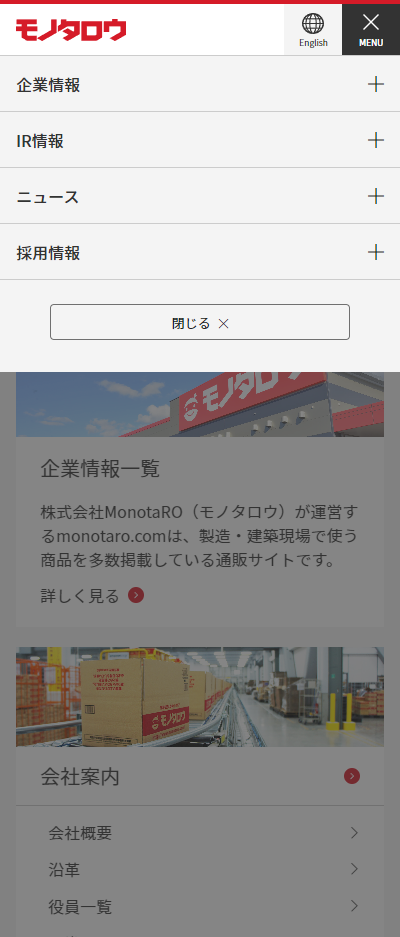 モノタロウ
English
MENU
企業情報
IR情報
ニュース
採用情報
閉じる
モノタロウ
企業情報一覧
株式会社MonotaRO（モノタロウ）が運営す
るmonotaro.comは、製造・建築現場で使う
商品を多数掲載している通販サイトです。
詳しく見る
モノタロウ
会社案内
会社概要
沿革
役員一覧